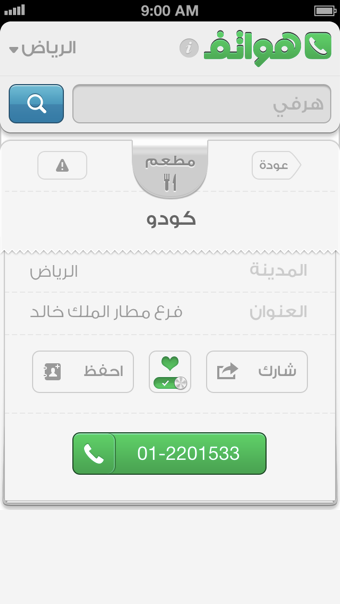 9:00 AM
هواتف
i
الرياض
هرفي
عودة
مطعم
كودو
المدينة الرياض
العنوان فرع مطار الملك خالد
شارك
احفظ
01-2201533